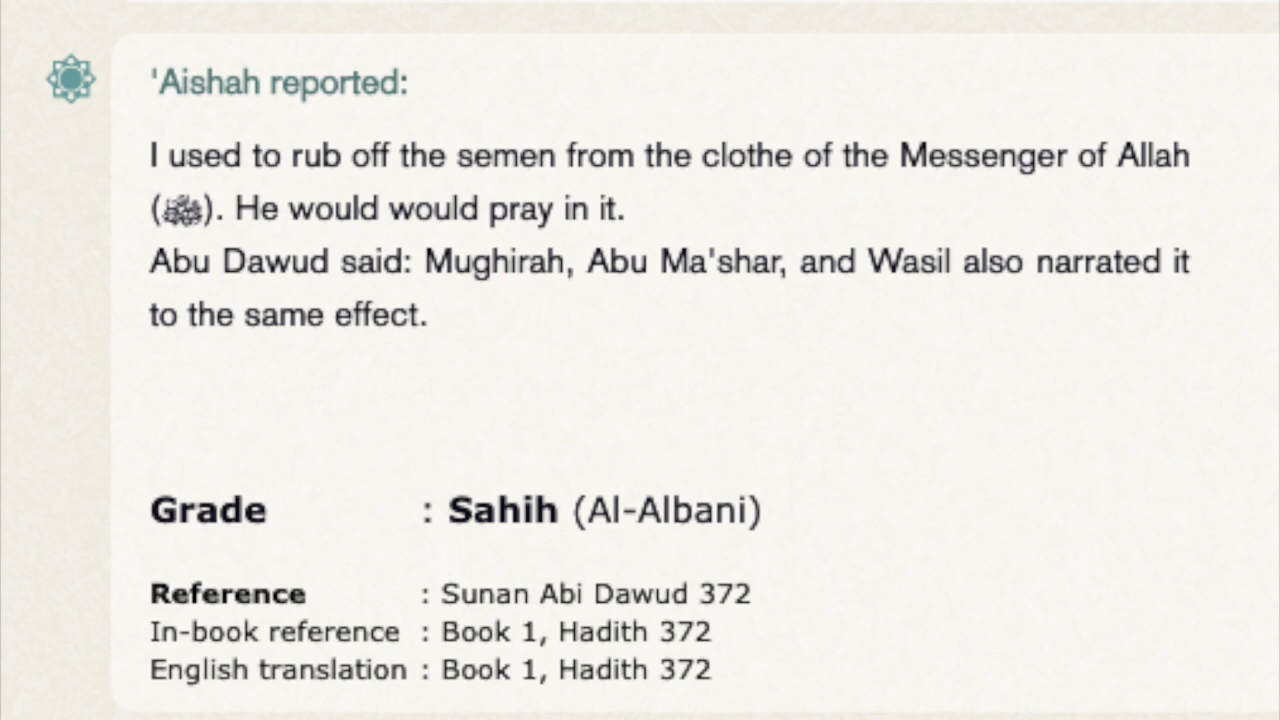 'Aishah reported:
I used to rub off the semen from the clothe of the Messenger of Allah
(ﷺ). He would would pray in it.
Abu Dawud said: Mughirah, Abu Ma'shar, and Wasil also narrated it
to the same effect.
Grade : Sahih (Al-Albani)
Reference : Sunan Abi Dawud 372
In-book reference : Book 1, Hadith 372
English translation : Book 1, Hadith 372